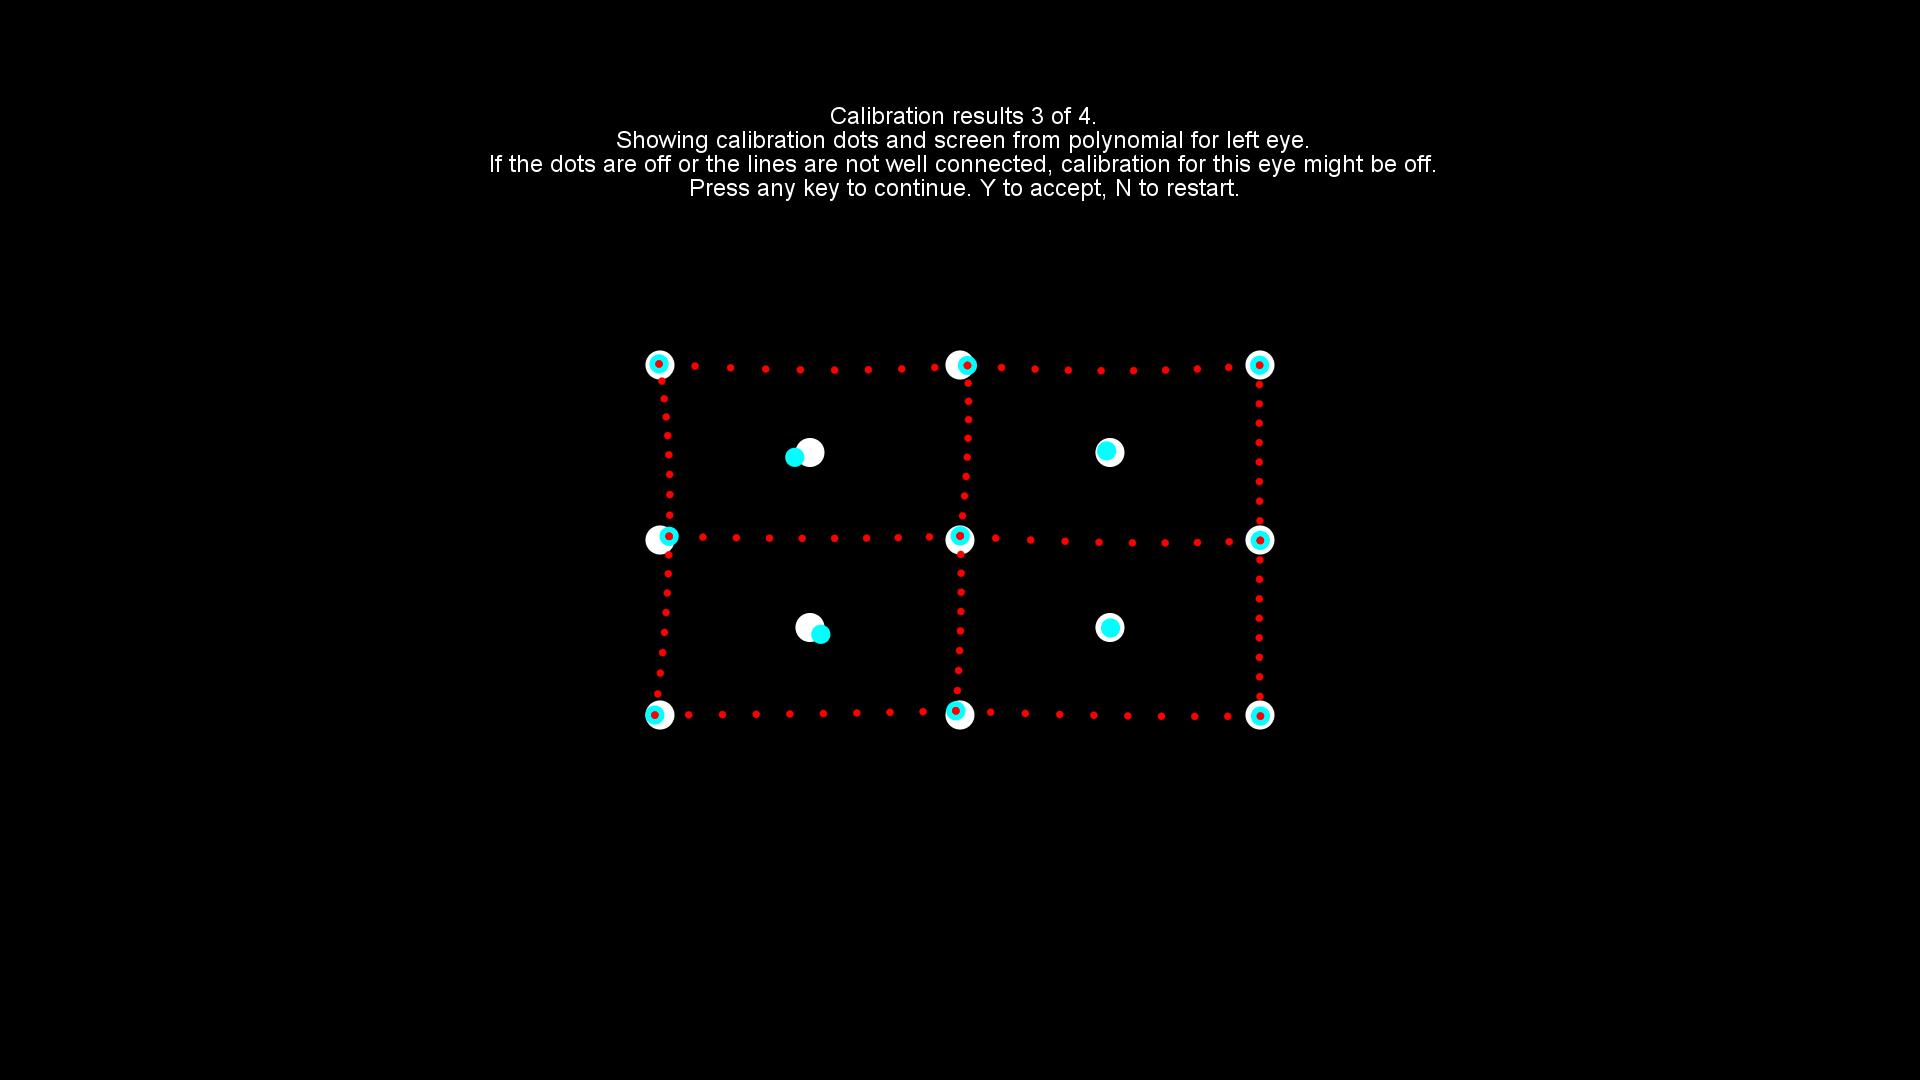 Calibration results 3 of 4.
Showing calibration dots and screen from polynomial for left eye.
If the dots are off or the lines are not well connected, calibration for this eye might be off.
Press any key to continue. Y to accept, N to restart.